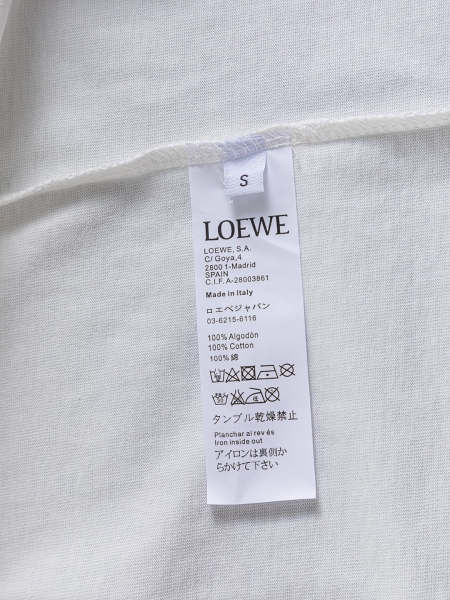 S
LOEWE
LOEWE, S.A.
C/ Goya,4
2800 1-Madrid
SPAIN
C.I.F. A-28003861
Made in Italy
ロエベジャパン
03-6215-6116
100% Algodón
100% Cotton
100% 綿
タンブル乾燥禁止
Planchar al rev és
Iron inside out
アイロンは裏側か
らかけて下さい